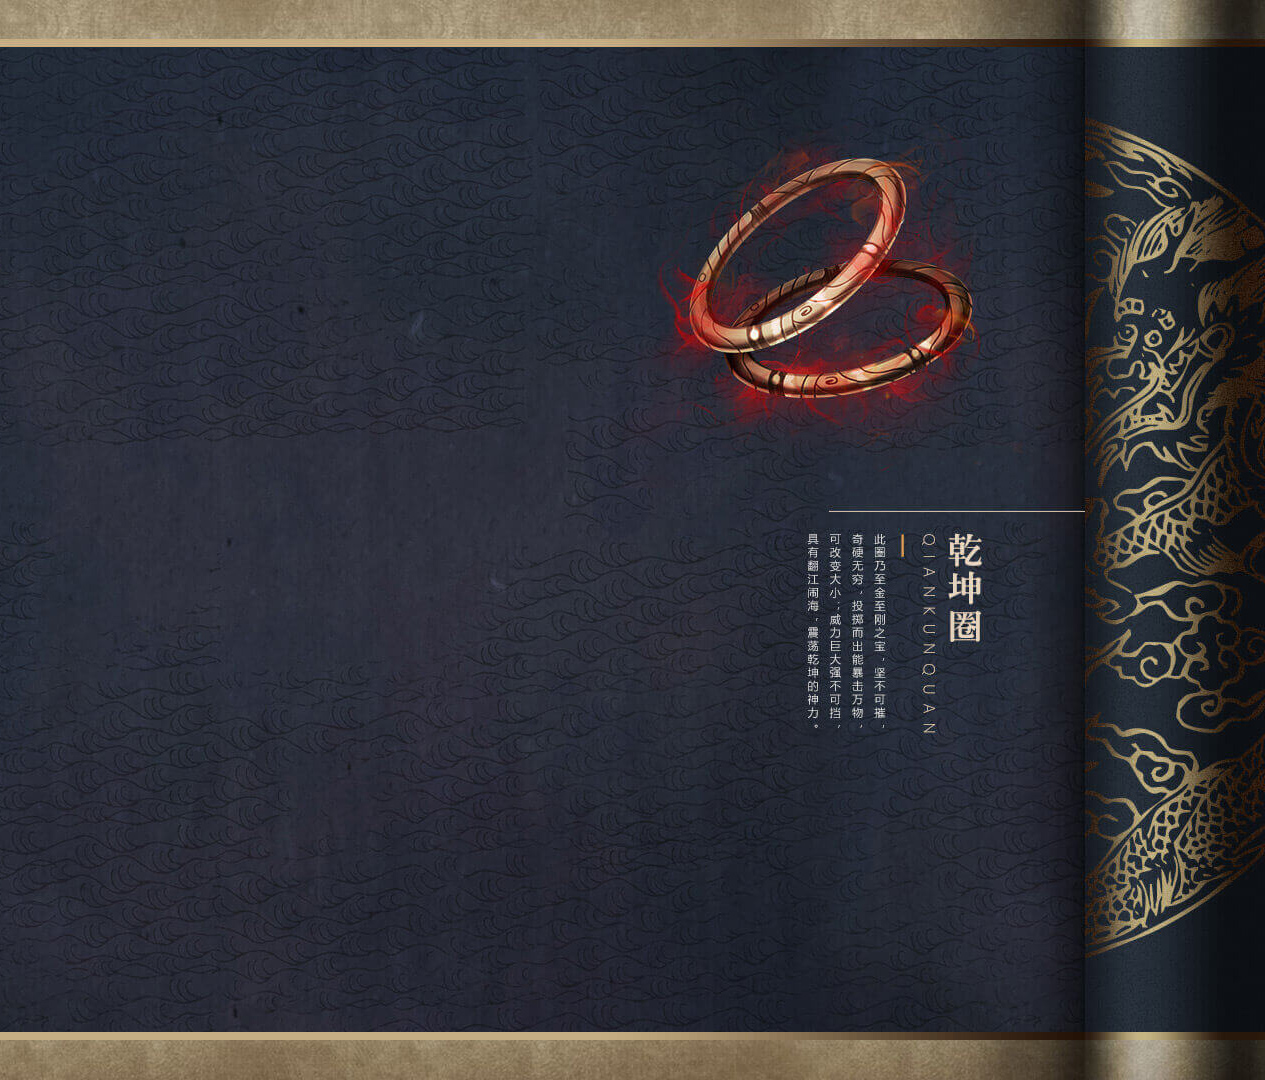 乾坤圈
QIANKUNQUAN
此圈乃至金至刚之宝，坚不可摧，
奇硬无穷，投掷而出能暴击万物，
可改变大小；威力巨大强不可挡，
具有翻江闹海，震荡乾坤的神力。